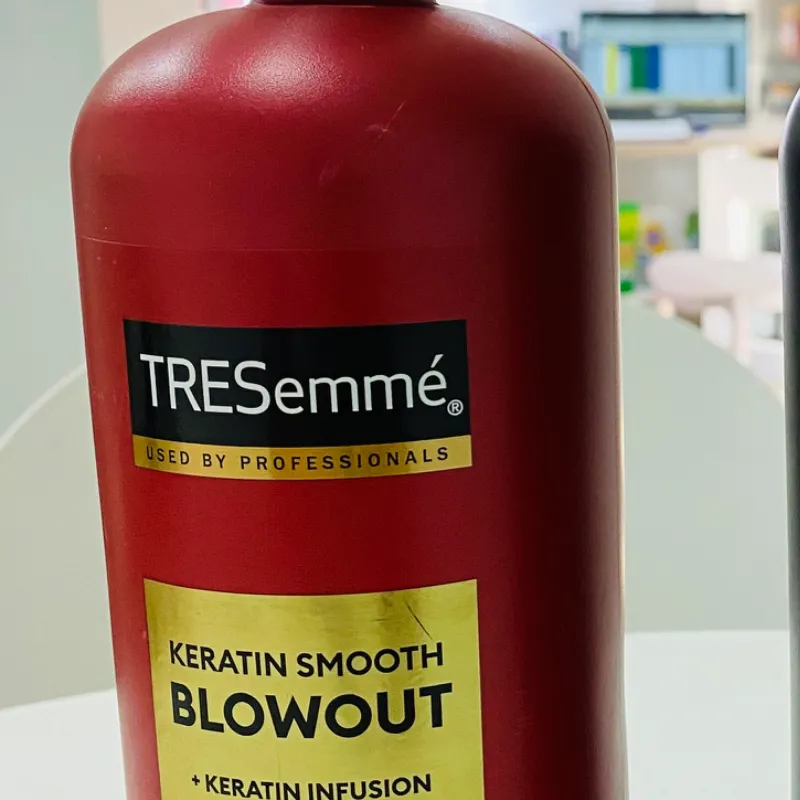 TRESemmé®
USED BY PROFESSIONALS
KERATIN SMOOTH
BLOWOUT
+ KERATIN INFUSION